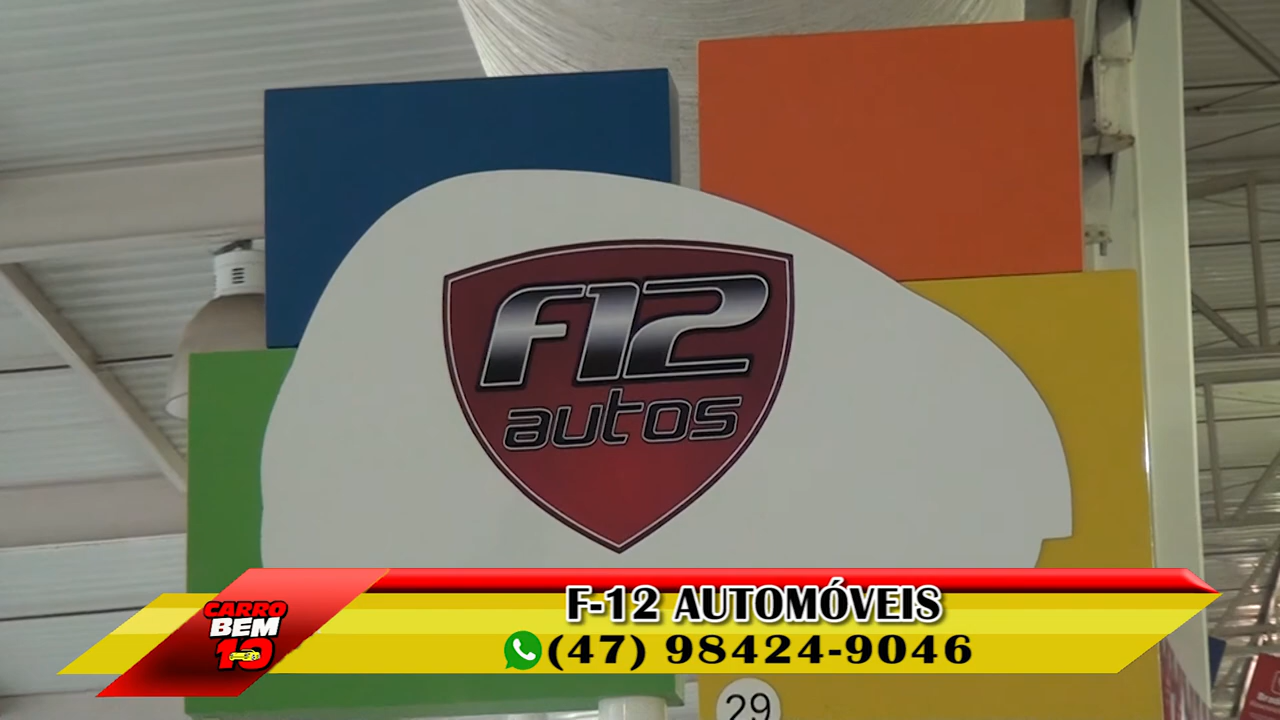 F12
autos
CARRO
BEM
10
F-12 AUTOMÓVEIS
(47) 98424-9046
29